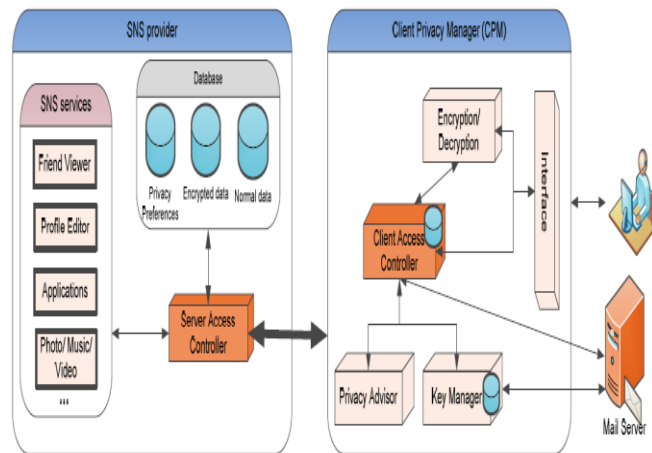 SNS provider
SNS services
Friend Viewer
Profile Editor
Applications
Photo/ Music/
Video
...
Database
Privacy
Preferences
Encrypted data
Normal data
Server Access
Controller
Client Privacy Manager (CPM)
Encryption/
Decryption
Interface
Client Access
Controller
Privacy Advisor
Key Manager
Mail Server